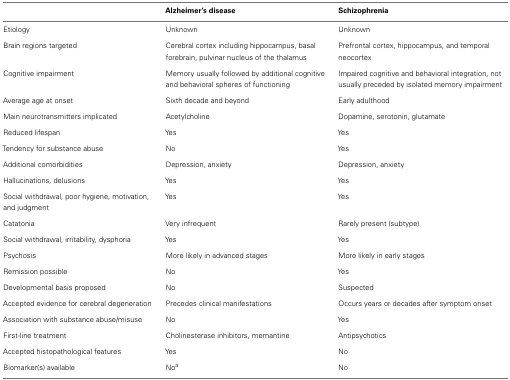 Alzheimer's disease Schizophrenia
Etiology Unknown Unknown
Brain regions targeted Cerebral cortex including hippocampus, basal Prefrontal cortex, hippocampus, and temporal
forebrain, pulvinar nucleus of the thalamus neocortex
Cognitive impairment Memory usually followed by additional cognitive Impaired cognitive and behavioral integration, not
and behavioral spheres of functioning usually preceded by isolated memory impairment
Average age at onset Sixth decade and beyond Early adulthood
Main neurotransmitters implicated Acetylcholine Dopamine, serotonin, glutamate
Reduced lifespan Yes Yes
Tendency for substance abuse No Yes
Additional comorbidities Depression, anxiety Depression, anxiety
Hallucinations, delusions Yes Yes
Social withdrawal, poor hygiene, motivation, Yes Yes
and judgment
Catatonia Very infrequent Rarely present (subtype)
Social withdrawal, irritability, dysphoria Yes Yes
Psychosis More likely in advanced stages More likely in early stages
Remission possible No Yes
Developmental basis proposed No Suspected
Accepted evidence for cerebral degeneration Precedes clinical manifestations Occurs years or decades after symptom onset
Association with substance abuse/misuse No Yes
First-line treatment Cholinesterase inhibitors, memantine Antipsychotics
Accepted histopathological features Yes No
Biomarker(s) available Noᵃ No